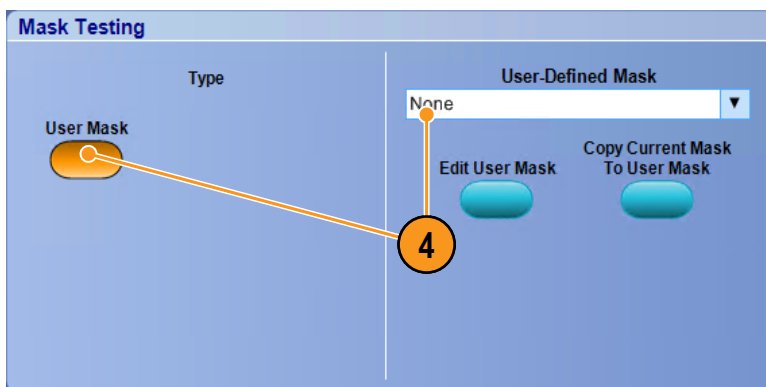 Mask Testing
Type
User Mask
User-Defined Mask
None
Edit User Mask
Copy Current Mask
To User Mask
4